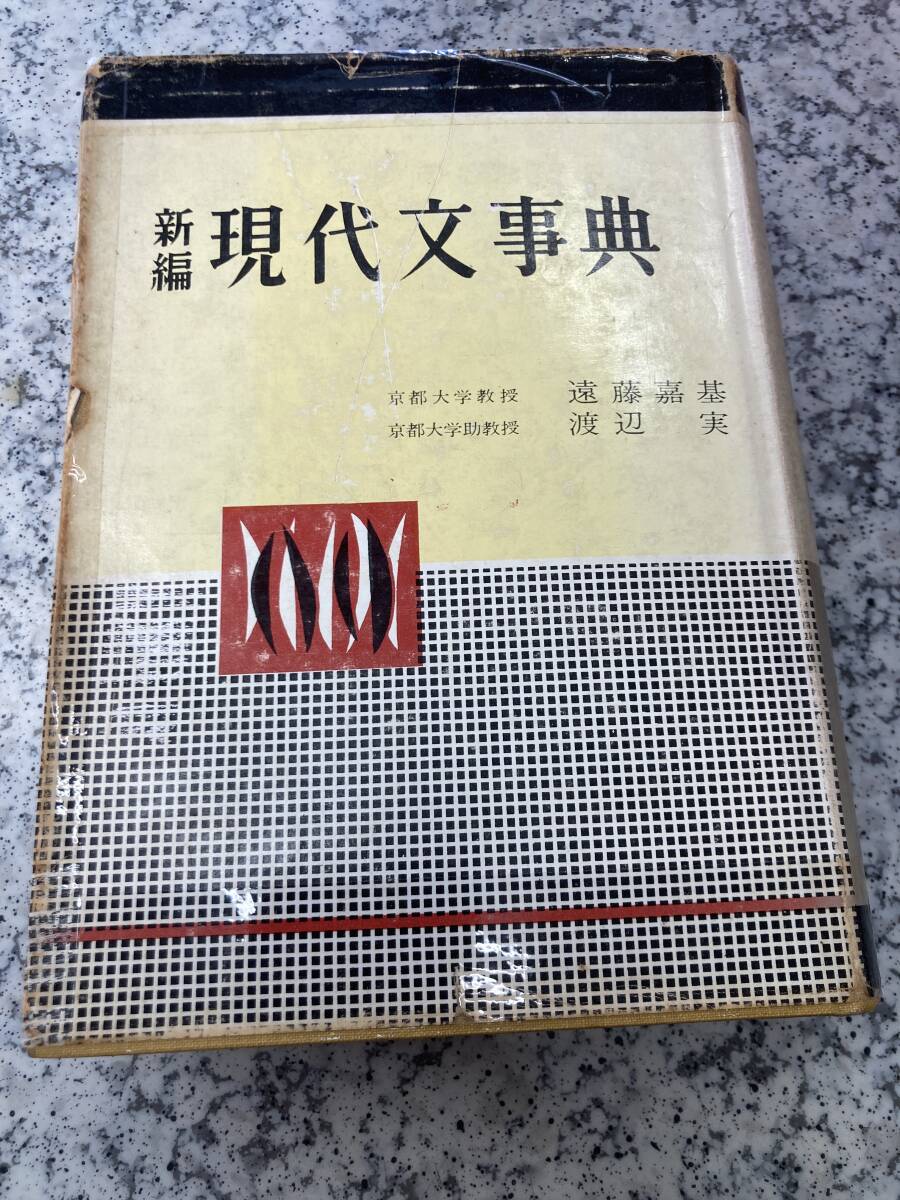 新編 現代文事典
京都大学教授 遠藤嘉基
京都大学助教授 渡辺 実